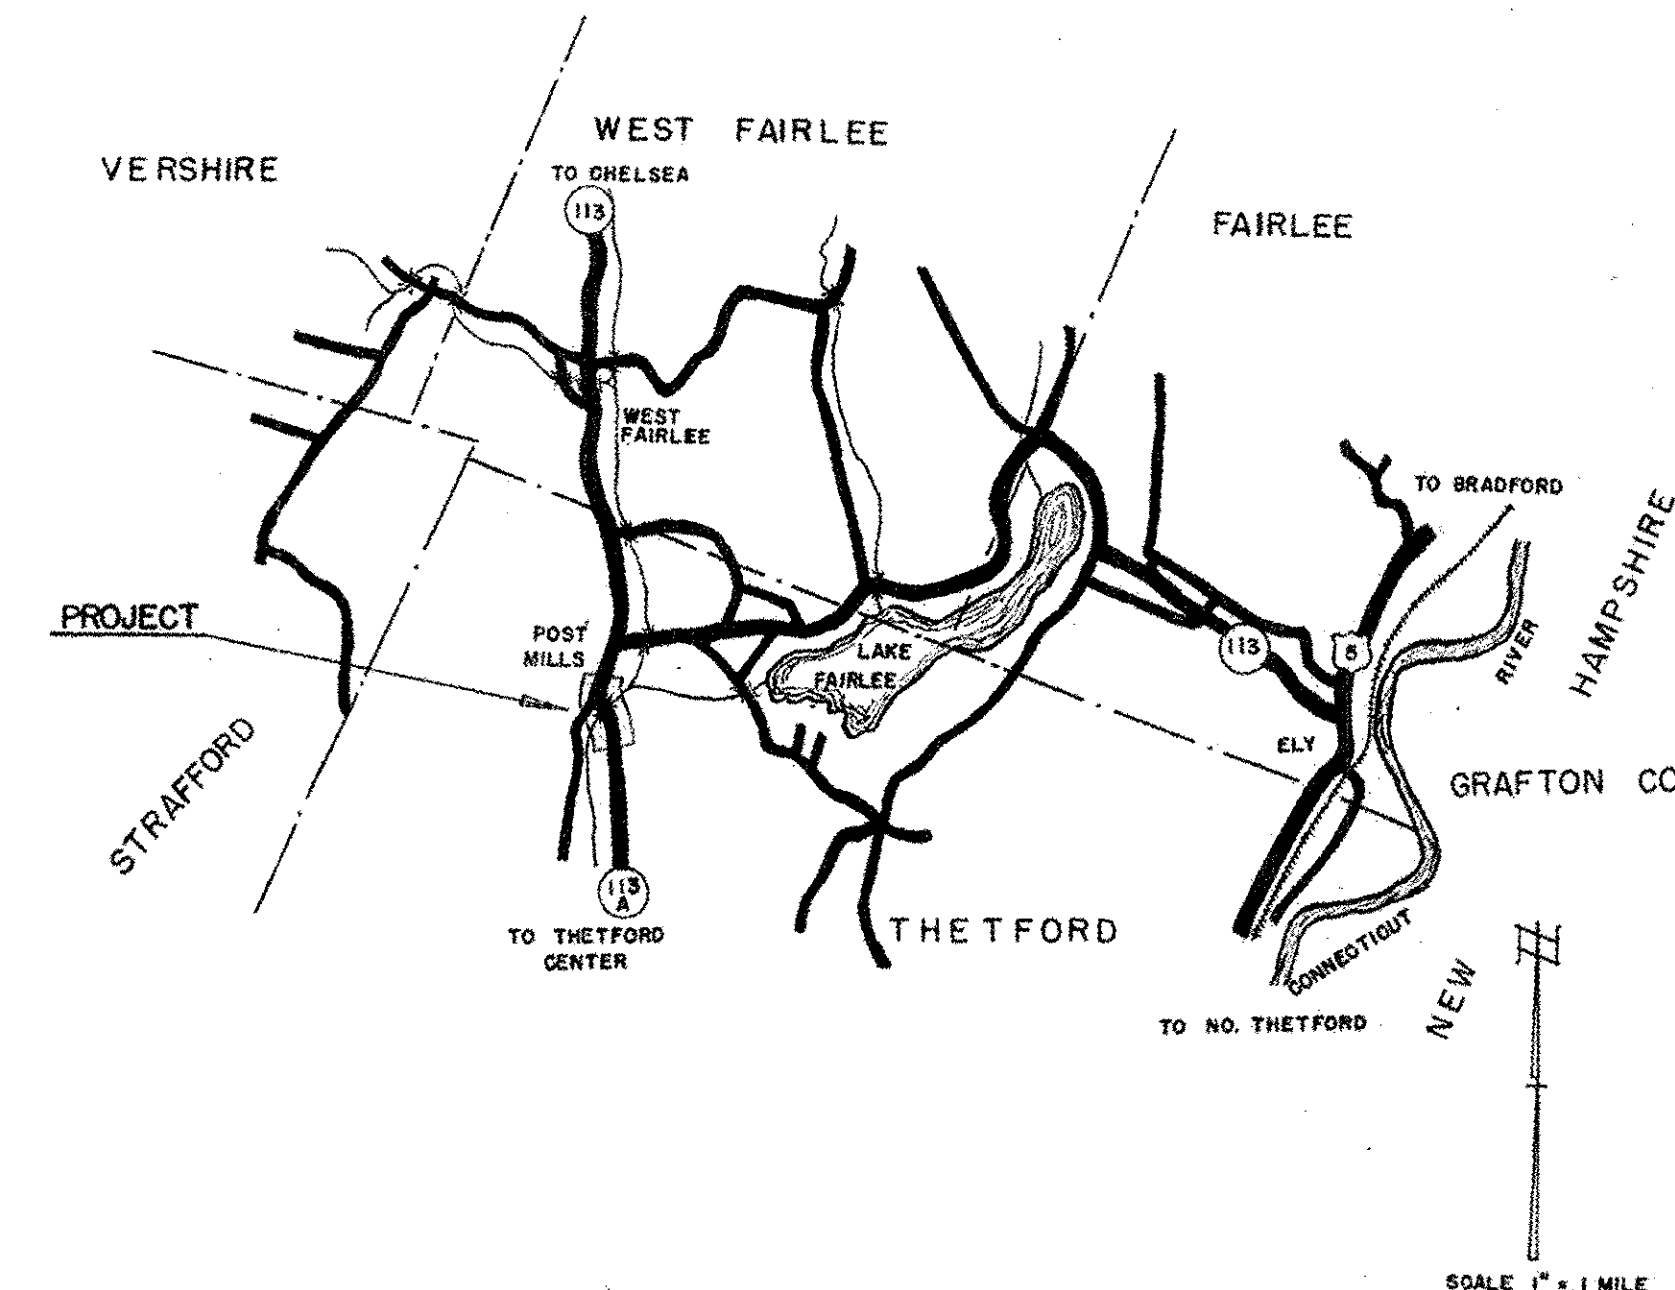 WEST FAIRLEE
VERSHIRE
TO CHELSEA
113
FAIRLEE
WEST
FAIRLEE
TO BRADFORD
HAMPSHIRE
PROJECT
POST
MILLS
LAKE
FAIRLEE
113
5
RIVER
STRAFFORD
ELY
GRAFTON CO
113
A
TO THETFORD
CENTER
THETFORD
CONNECTICUT
NEW
TO NO. THETFORD
SCALE 1" = 1 MILE